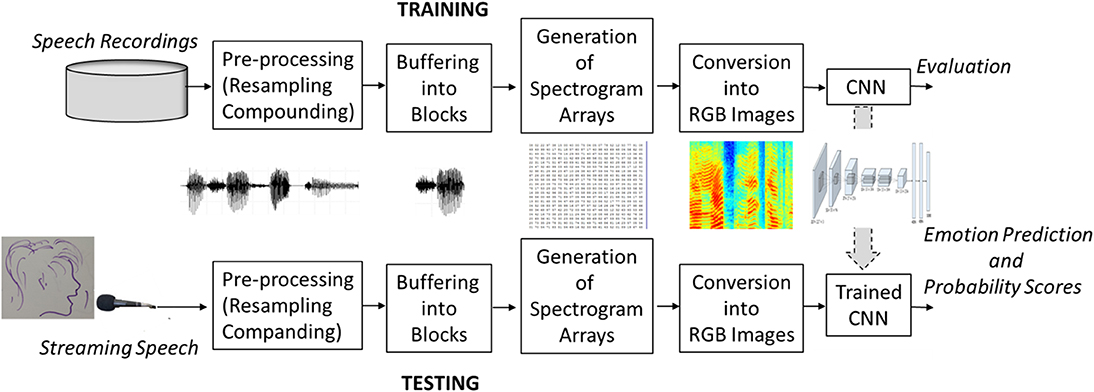 TRAINING
Speech Recordings
Pre-processing
(Resampling
Compounding)
Buffering
into
Blocks
Generation
of
Spectrogram
Arrays
Conversion
into
RGB Images
CNN
Evaluation
Streaming Speech
Pre-processing
(Resampling
Companding)
Buffering
into
Blocks
Generation
of
Spectrogram
Arrays
Conversion
into
RGB Images
Trained
CNN
Emotion Prediction
and
Probability Scores
TESTING